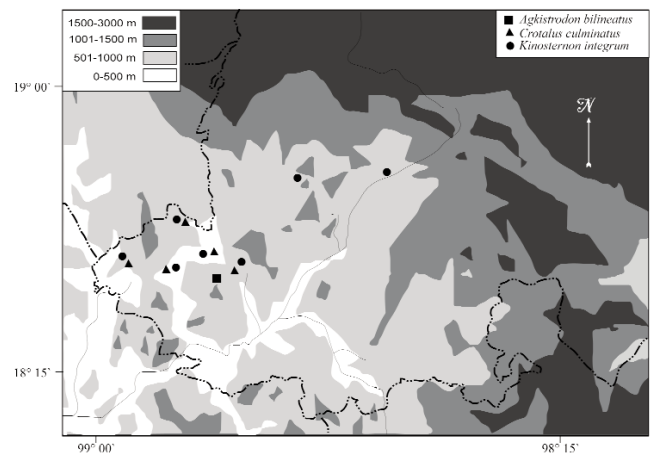 1500-3000 m
1001-1500 m
501-1000 m
0-500 m
Agkistrodon bilineatus
Crotalus culminatus
Kinosternon integrum
19° 00'
N
18° 15'
99° 00'
98° 15'